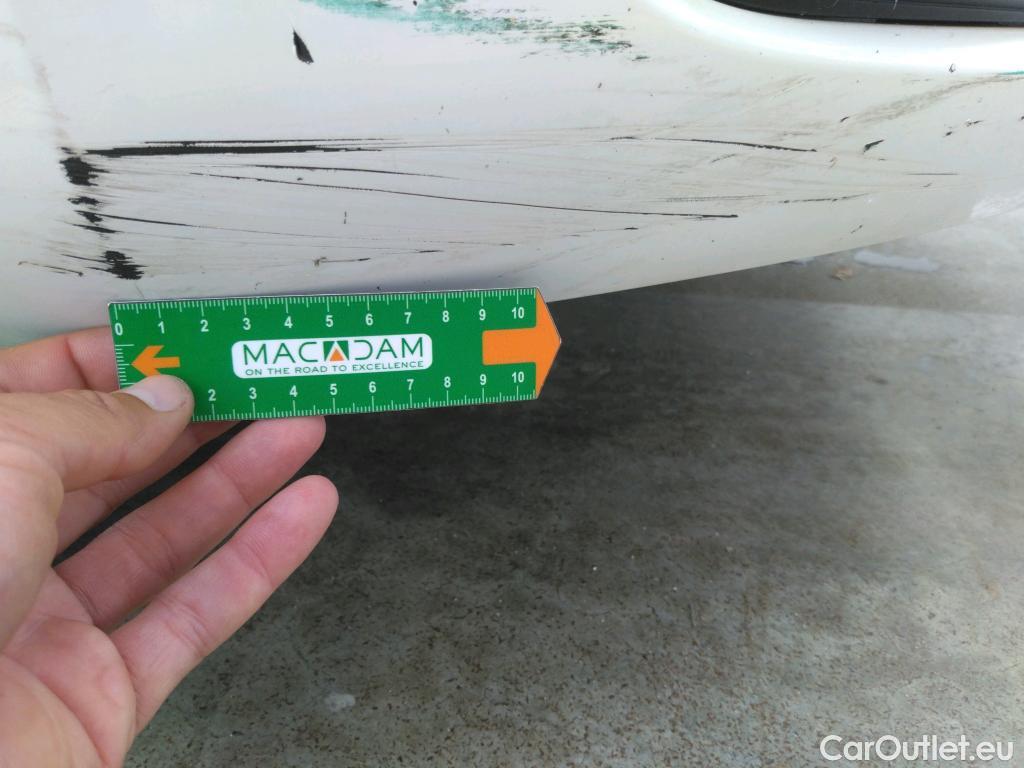 0 1 2 3 4 5 6 7 8 9 10
MACADAM
ON THE ROAD TO EXCELLENCE
2 3 4 5 6 7 8 9 10
CarOutlet.eu